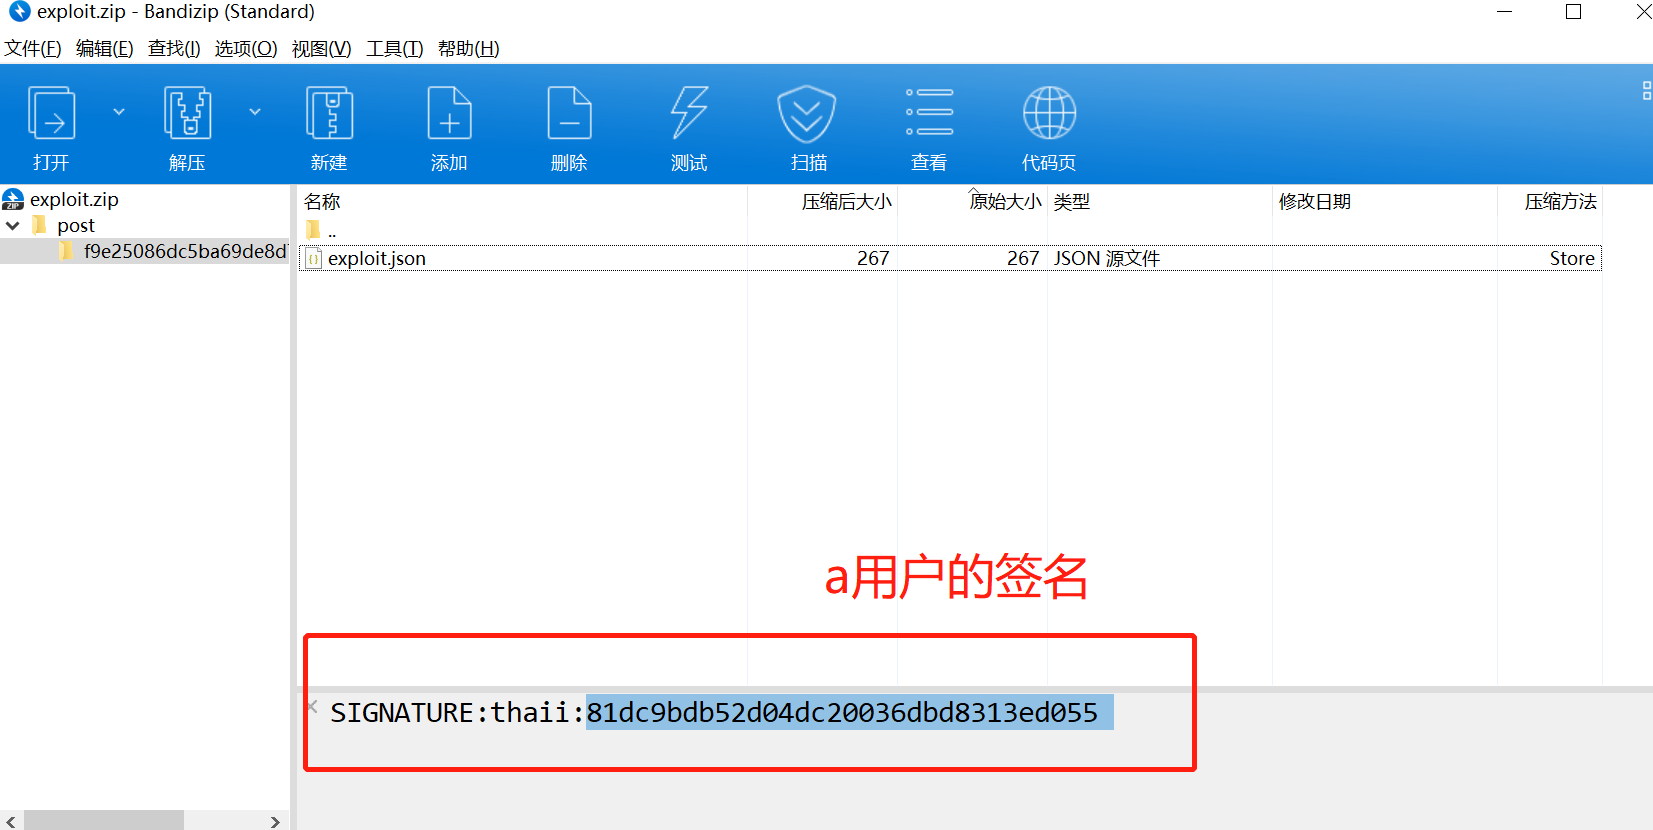 exploit.zip - Bandizip (Standard)
文件(F) 编辑(E) 查找(I) 选项(O) 视图(V) 工具(T) 帮助(H)
打开 解压 新建 添加 删除 测试 扫描 查看 代码页
exploit.zip
post
f9e25086dc5ba69de8d
名称 压缩后大小 原始大小 类型 修改日期 压缩方法
..
exploit.json 267 267 JSON 源文件 Store
a用户的签名
SIGNATURE:thaii:81dc9bdb52d04dc20036dbd8313ed055